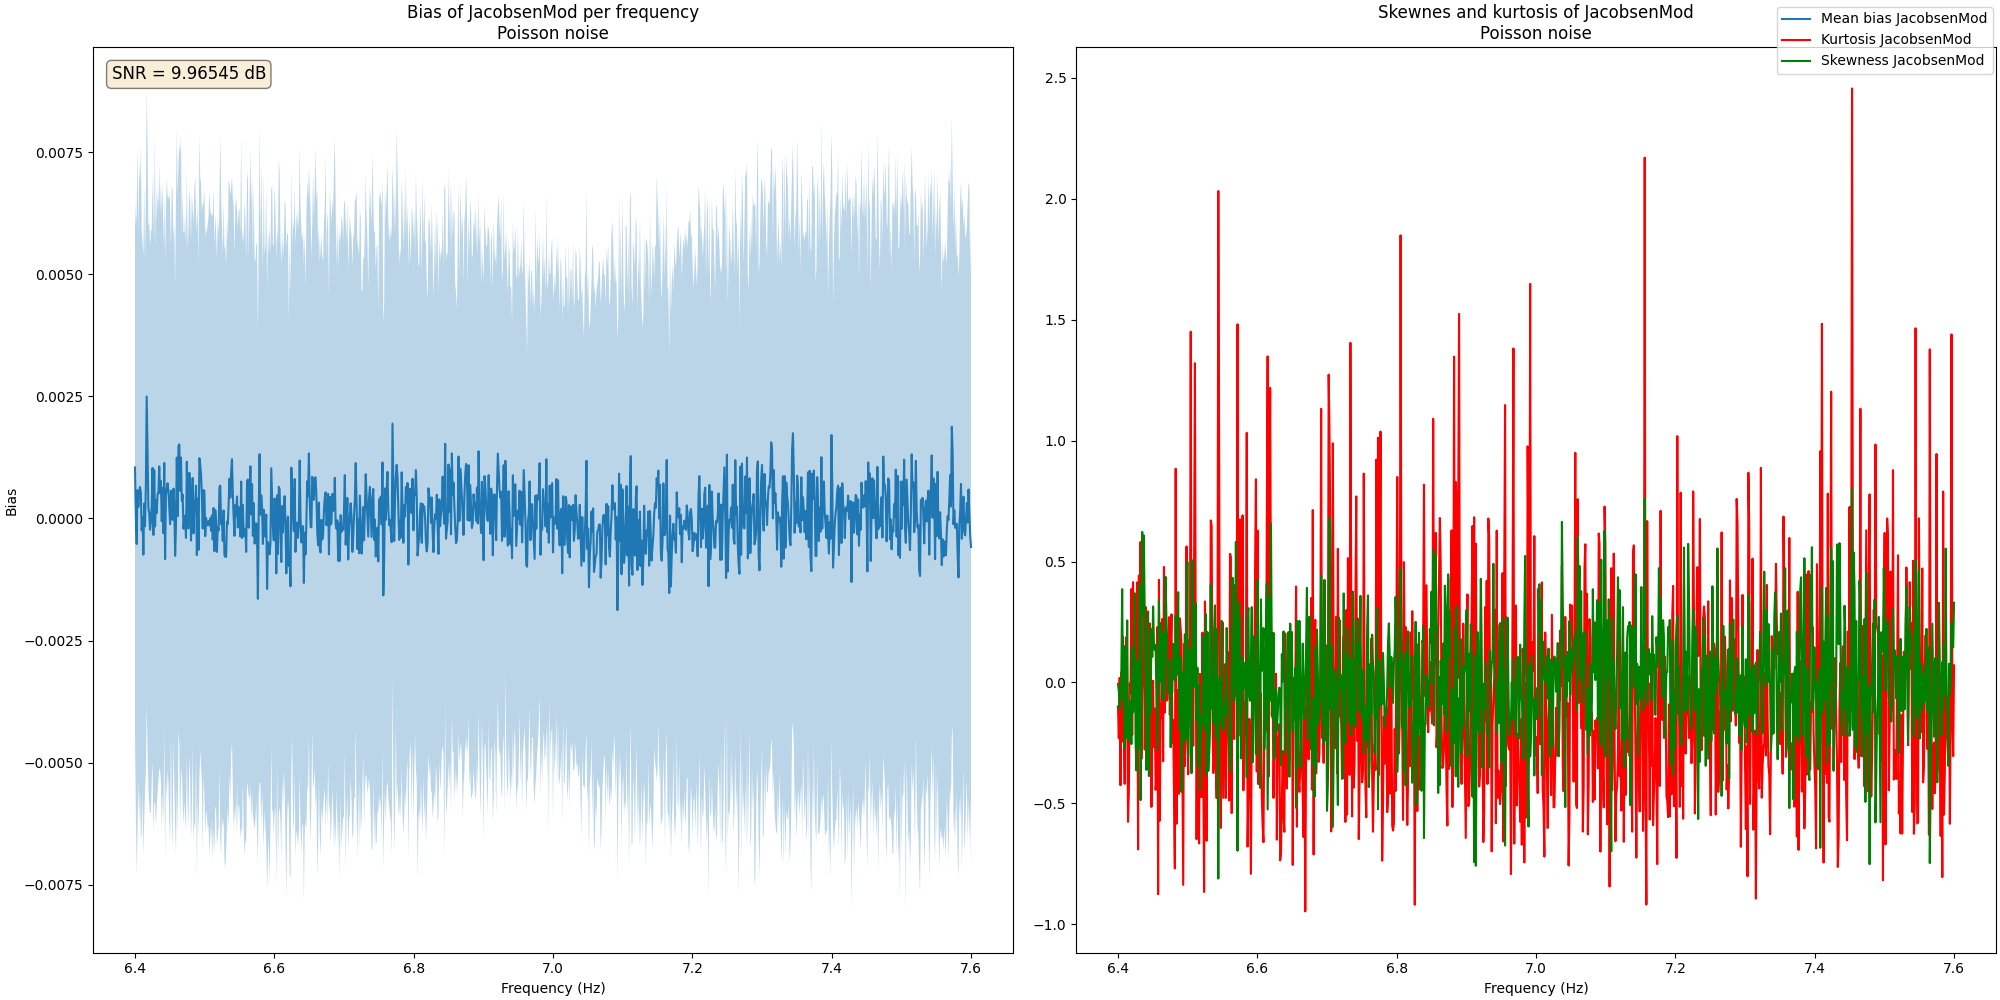 Bias of JacobsenMod per frequency
Poisson noise
SNR = 9.96545 dB
0.0075
0.0050
0.0025
0.0000
−0.0025
−0.0050
−0.0075
Bias
6.4 6.6 6.8 7.0 7.2 7.4 7.6
Frequency (Hz)
Skewnes and kurtosis of JacobsenMod
Poisson noise
Mean bias JacobsenMod
Kurtosis JacobsenMod
Skewness JacobsenMod
2.5
2.0
1.5
1.0
0.5
0.0
−0.5
−1.0
6.4 6.6 6.8 7.0 7.2 7.4 7.6
Frequency (Hz)